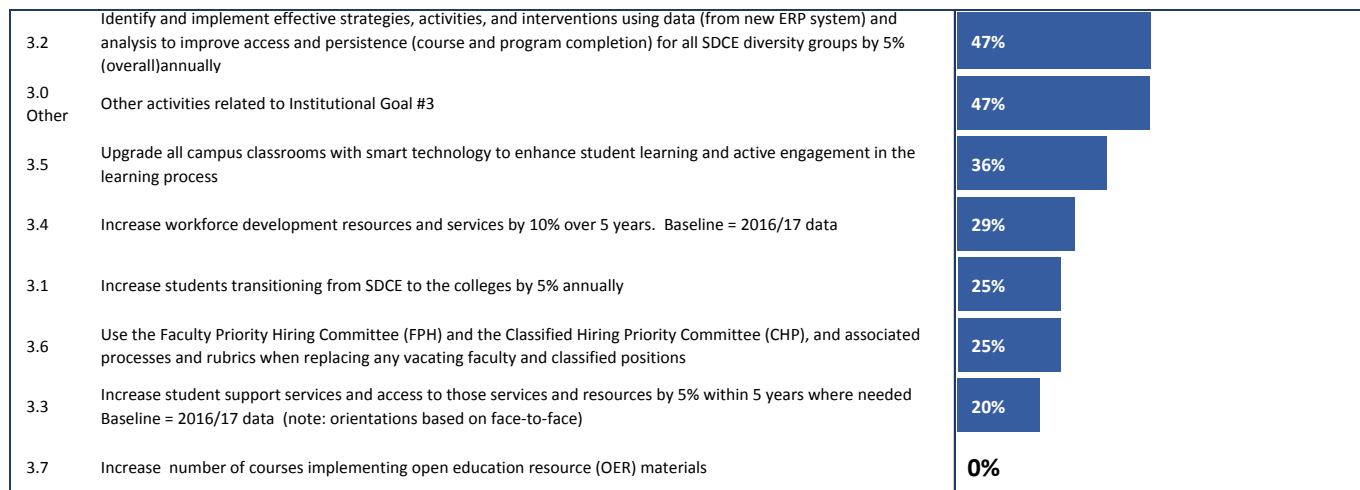 Identify and implement effective strategies, activities, and interventions using data (from new ERP system) and
3.2 analysis to improve access and persistence (course and program completion) for all SDCE diversity groups by 5% 47%
(overall)annually
3.0
Other Other activities related to Institutional Goal #3 47%
3.5 Upgrade all campus classrooms with smart technology to enhance student learning and active engagement in the 36%
learning process
3.4 Increase workforce development resources and services by 10% over 5 years.  Baseline = 2016/17 data 29%
3.1 Increase students transitioning from SDCE to the colleges by 5% annually 25%
3.6 Use the Faculty Priority Hiring Committee (FPH) and the Classified Hiring Priority Committee (CHP), and associated 25%
processes and rubrics when replacing any vacating faculty and classified positions
3.3 Increase student support services and access to those services and resources by 5% within 5 years where needed 20%
Baseline = 2016/17 data  (note: orientations based on face-to-face)
3.7 Increase  number of courses implementing open education resource (OER) materials 0%